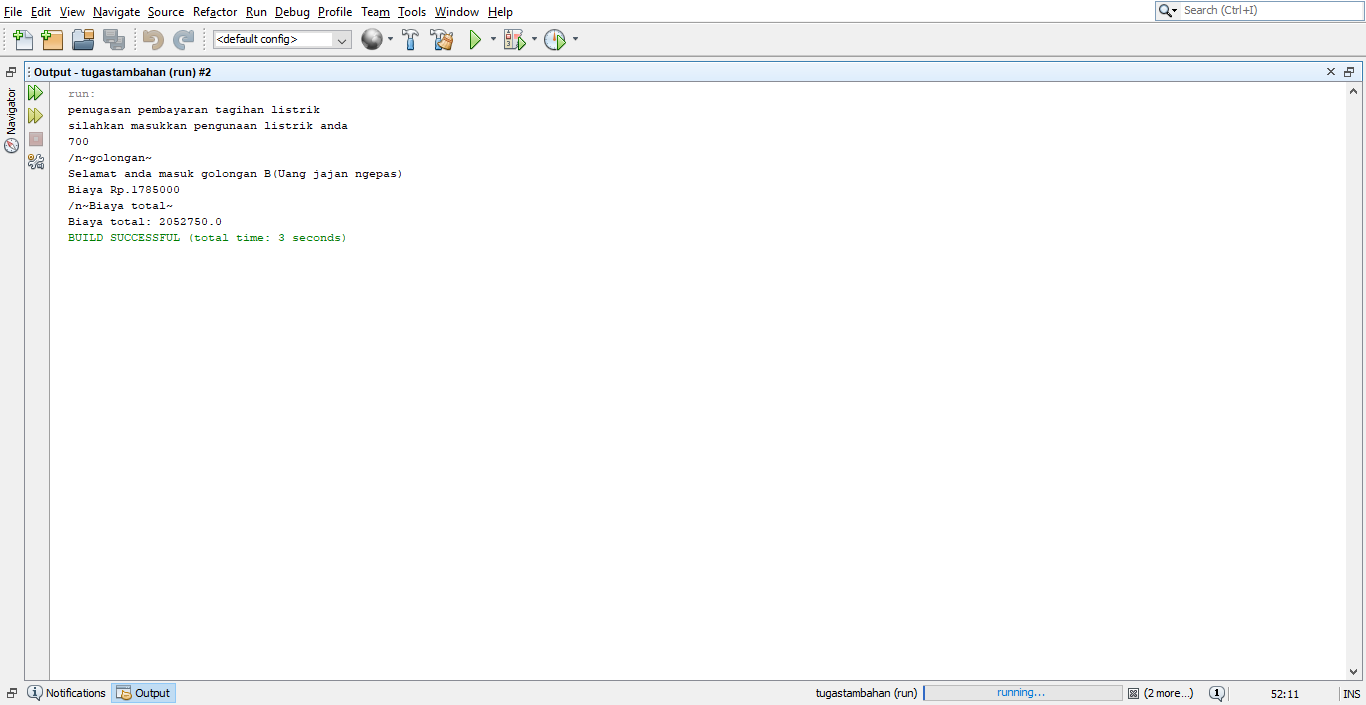 File Edit View Navigate Source Refactor Run Debug Profile Team Tools Window Help
Search (Ctrl+I)
<default config>
Output - tugastambahan (run) #2
Navigator
run:
penugasan pembayaran tagihan listrik
silahkan masukkan pengunaan listrik anda
700
/n~golongan~
Selamat anda masuk golongan B(Uang jajan ngepas)
Biaya Rp.1785000
/n~Biaya total~
Biaya total: 2052750.0
BUILD SUCCESSFUL (total time: 3 seconds)
Notifications Output tugastambahan (run) running... (2 more...) 1 52:11 INS